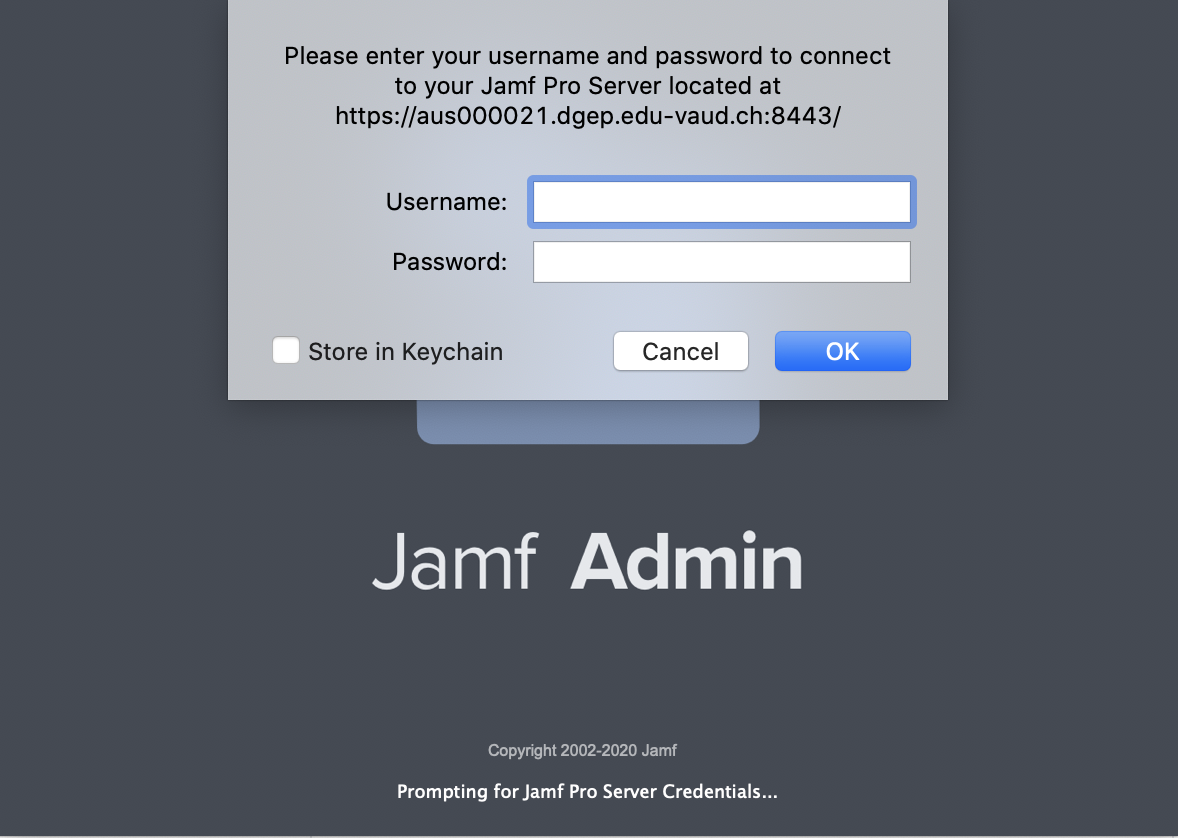 Please enter your username and password to connect
to your Jamf Pro Server located at
https://aus000021.dgep.edu-vaud.ch:8443/
Username:
Password:
Store in Keychain
Cancel
OK
Jamf Admin
Copyright 2002-2020 Jamf
Prompting for Jamf Pro Server Credentials...